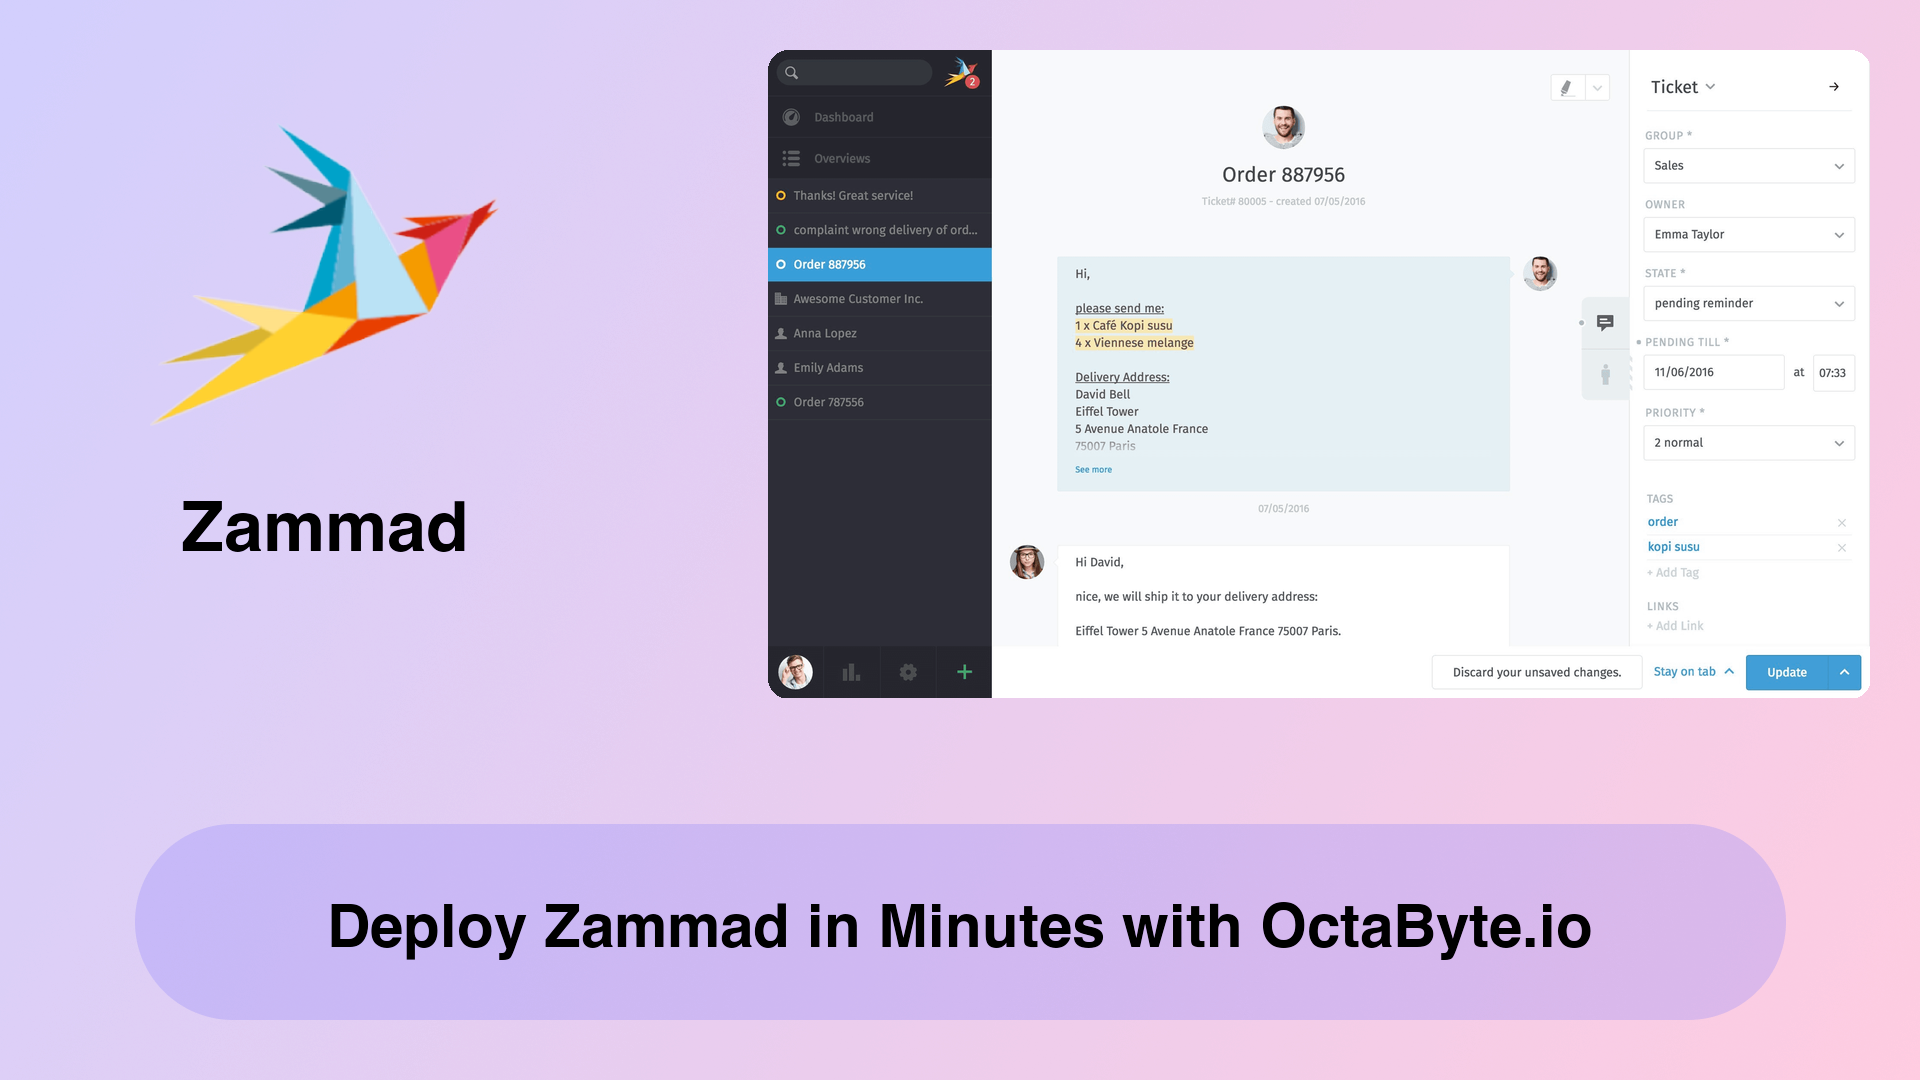 Zammad
2
Dashboard
Overviews
Thanks! Great service!
complaint wrong delivery of ord...
Order 887956
Awesome Customer Inc.
Anna Lopez
Emily Adams
Order 787556
Order 887956
Ticket# 80005 - created 07/05/2016
Hi,
please send me:
1 x Café Kopi susu
4 x Viennese melange
Delivery Address:
David Bell
Eiffel Tower
5 Avenue Anatole France
75007 Paris
See more
07/05/2016
Hi David,
nice, we will ship it to your delivery address:
Eiffel Tower 5 Avenue Anatole France 75007 Paris.
Ticket
GROUP *
Sales
OWNER
Emma Taylor
STATE *
pending reminder
PENDING TILL *
11/06/2016 at 07:33
PRIORITY *
2 normal
TAGS
order
kopi susu
+ Add Tag
LINKS
+ Add Link
Discard your unsaved changes. Stay on tab Update
Deploy Zammad in Minutes with OctaByte.io